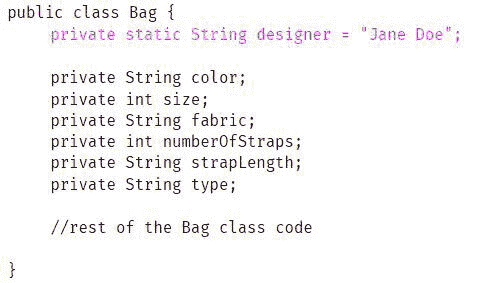 public class Bag {
private static String designer = "Jane Doe";
private String color;
private int size;
private String fabric;
private int numberOfStraps;
private String strapLength;
private String type;
//rest of the Bag class code
}